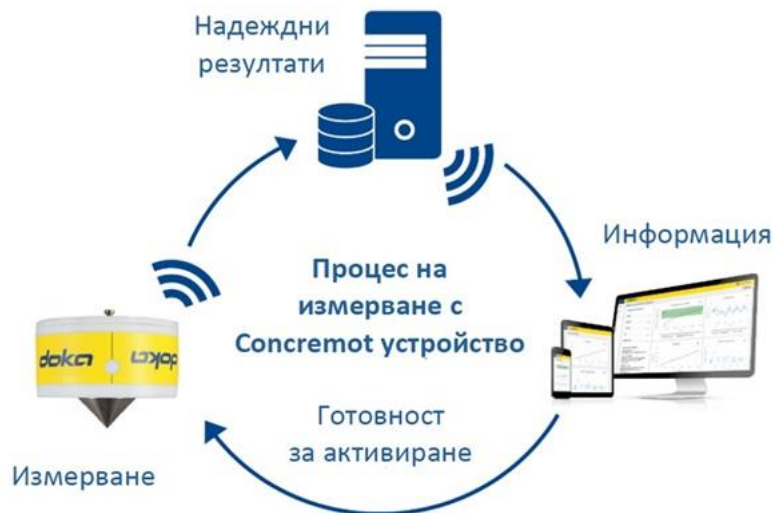 Надеждни
резултати
Информация
Процес на
измерване с
Concremot устройство
doka
doka
Готовност
за активиране
Измерване